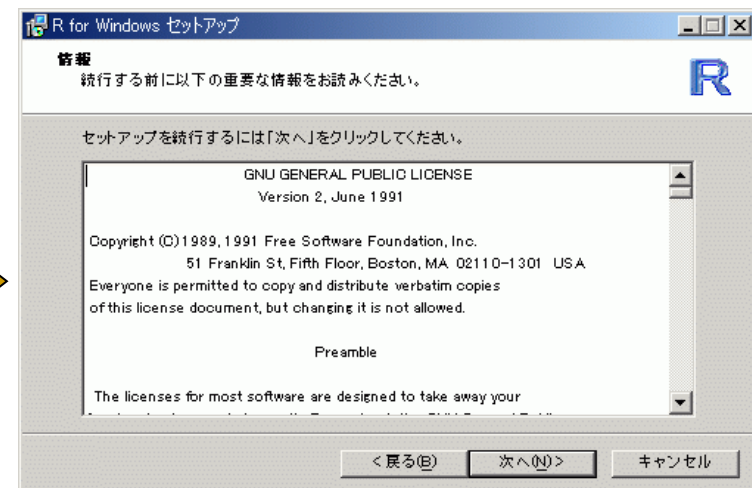 R for Windows セットアップ
情報
続行する前に以下の重要な情報をお読みください。
R
セットアップを続行するには「次へ」をクリックしてください。
GNU GENERAL PUBLIC LICENSE
Version 2, June 1991
Copyright (C) 1989, 1991 Free Software Foundation, Inc.
51 Franklin St, Fifth Floor, Boston, MA 02110-1301 USA
Everyone is permitted to copy and distribute verbatim copies
of this license document, but changing it is not allowed.
Preamble
The licenses for most software are designed to take away your
< 戻る(B)
次へ(N) >
キャンセル